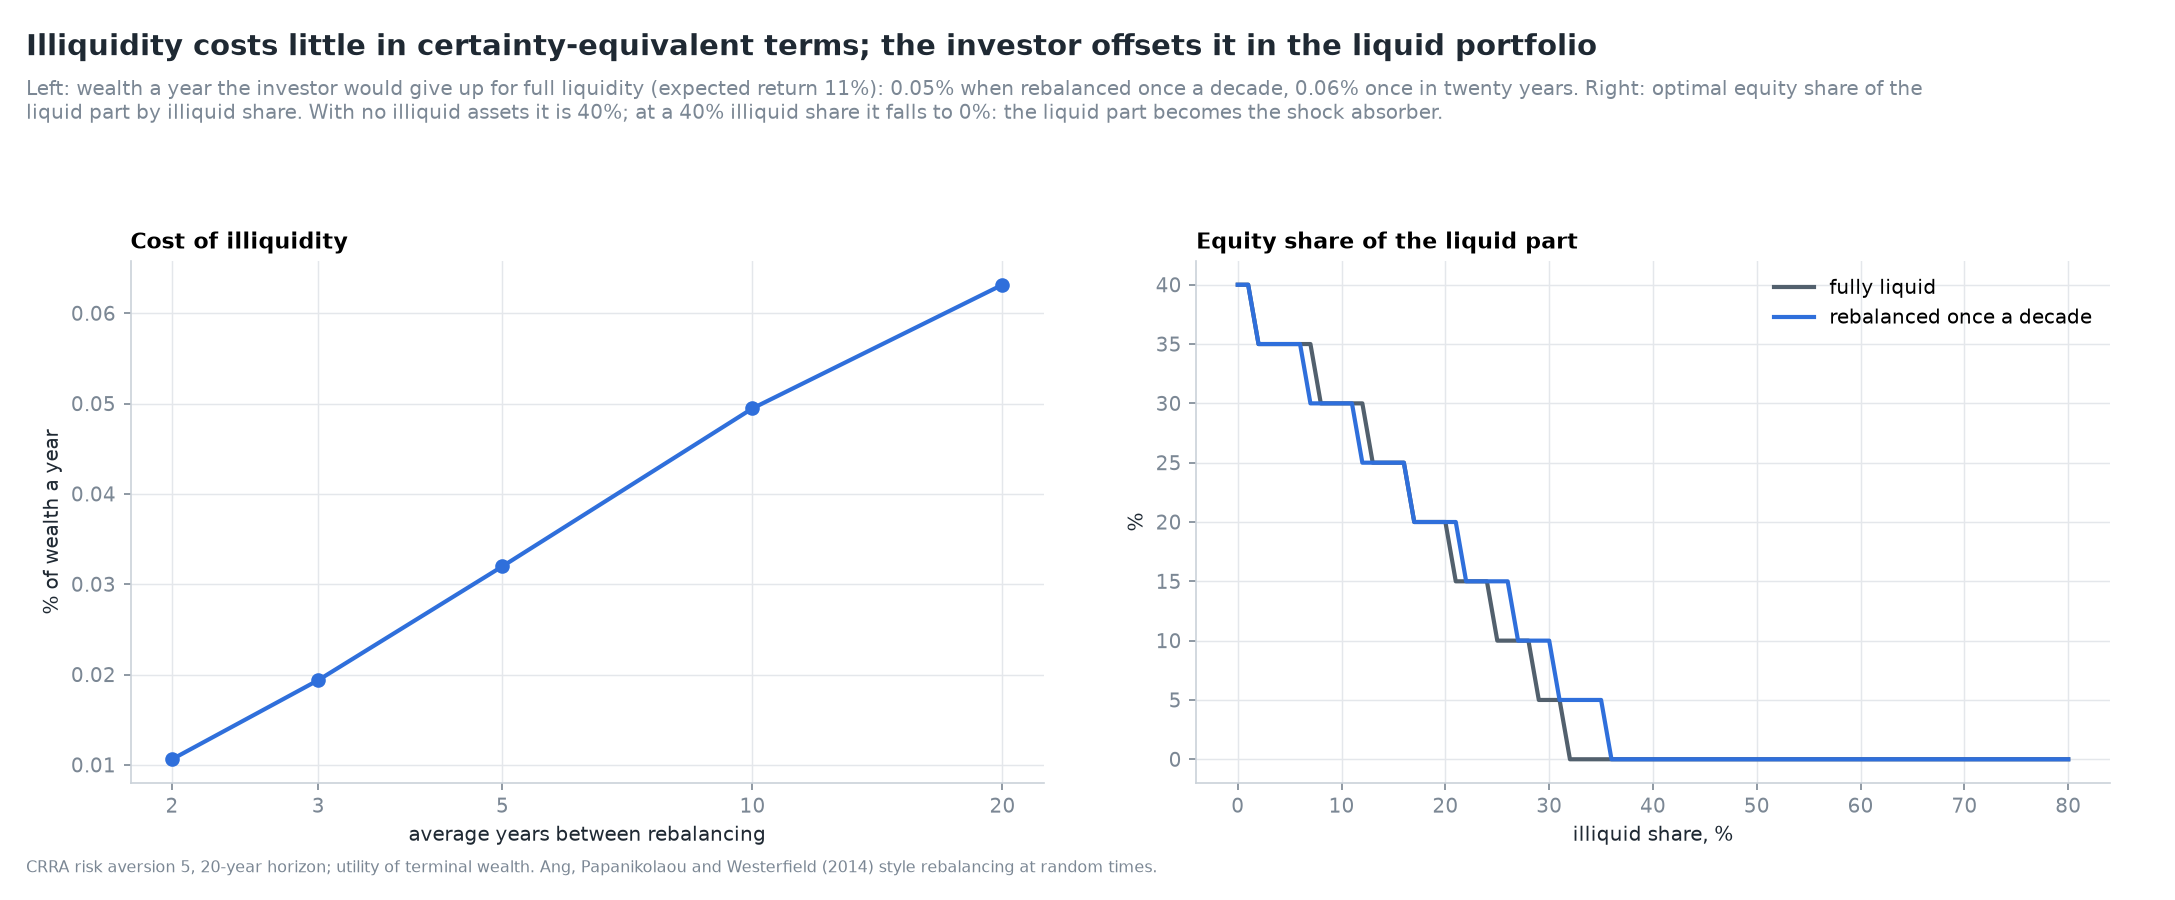 Illiquidity costs little in certainty-equivalent terms; the investor offsets it in the liquid portfolio
Left: wealth a year the investor would give up for full liquidity (expected return 11%): 0.05% when rebalanced once a decade, 0.06% once in twenty years. Right: optimal equity share of the
liquid part by illiquid share. With no illiquid assets it is 40%; at a 40% illiquid share it falls to 0%: the liquid part becomes the shock absorber.
Cost of illiquidity
0.06
0.05
0.04
0.03
0.02
0.01
% of wealth a year
2 3 5 10 20
average years between rebalancing
Equity share of the liquid part
fully liquid
rebalanced once a decade
40
35
30
25
20
15
10
5
0
%
0 10 20 30 40 50 60 70 80
illiquid share, %
CRRA risk aversion 5, 20-year horizon; utility of terminal wealth. Ang, Papanikolaou and Westerfield (2014) style rebalancing at random times.